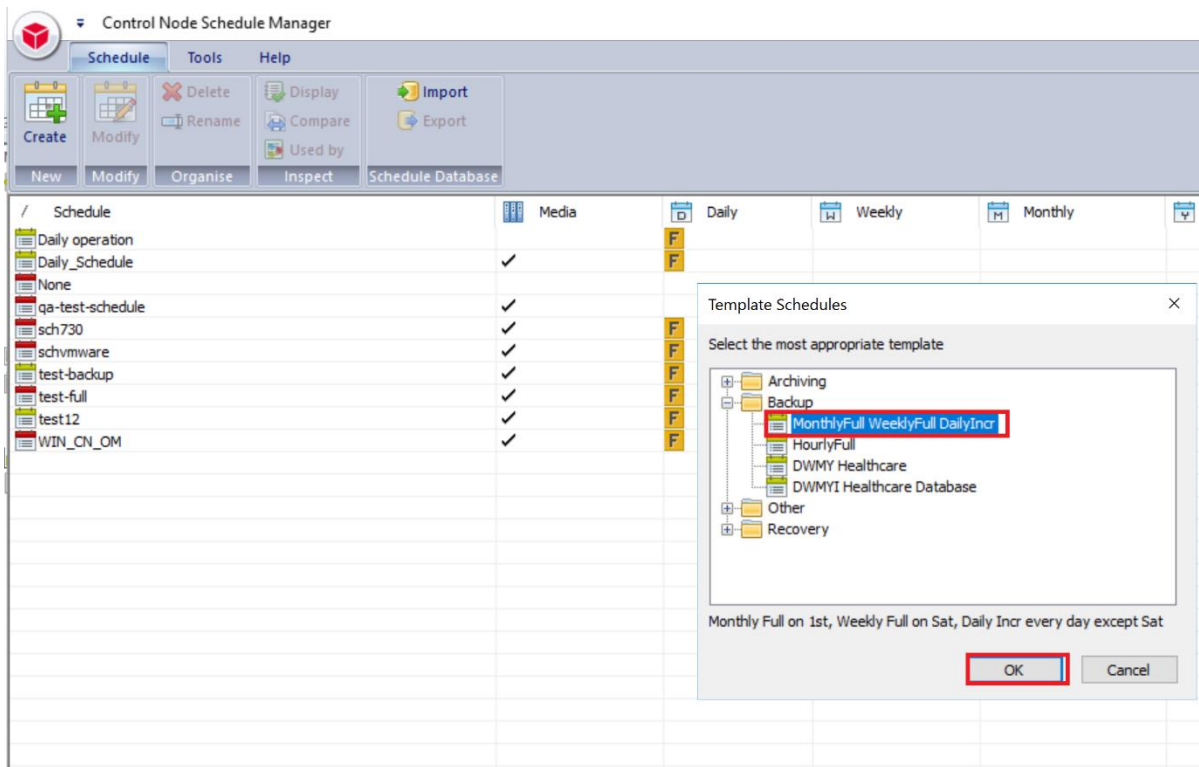 Control Node Schedule Manager
Schedule Tools Help
Delete Display Import
Rename Compare Export
Create Modify Used by
New Modify Organise Inspect Schedule Database
/ Schedule Media D Daily W Weekly M Monthly Y
Daily operation F
Daily_Schedule ✓ F
None
qa-test-schedule ✓
sch730 ✓ F
schvmware ✓ F
test-backup ✓ F
test-full ✓ F
test12 ✓ F
WIN_CN_OM ✓ F
Template Schedules
Select the most appropriate template
Archiving
Backup
MonthlyFull WeeklyFull DailyIncr
HourlyFull
DWMY Healthcare
DWMYI Healthcare Database
Other
Recovery
Monthly Full on 1st, Weekly Full on Sat, Daily Incr every day except Sat
OK Cancel